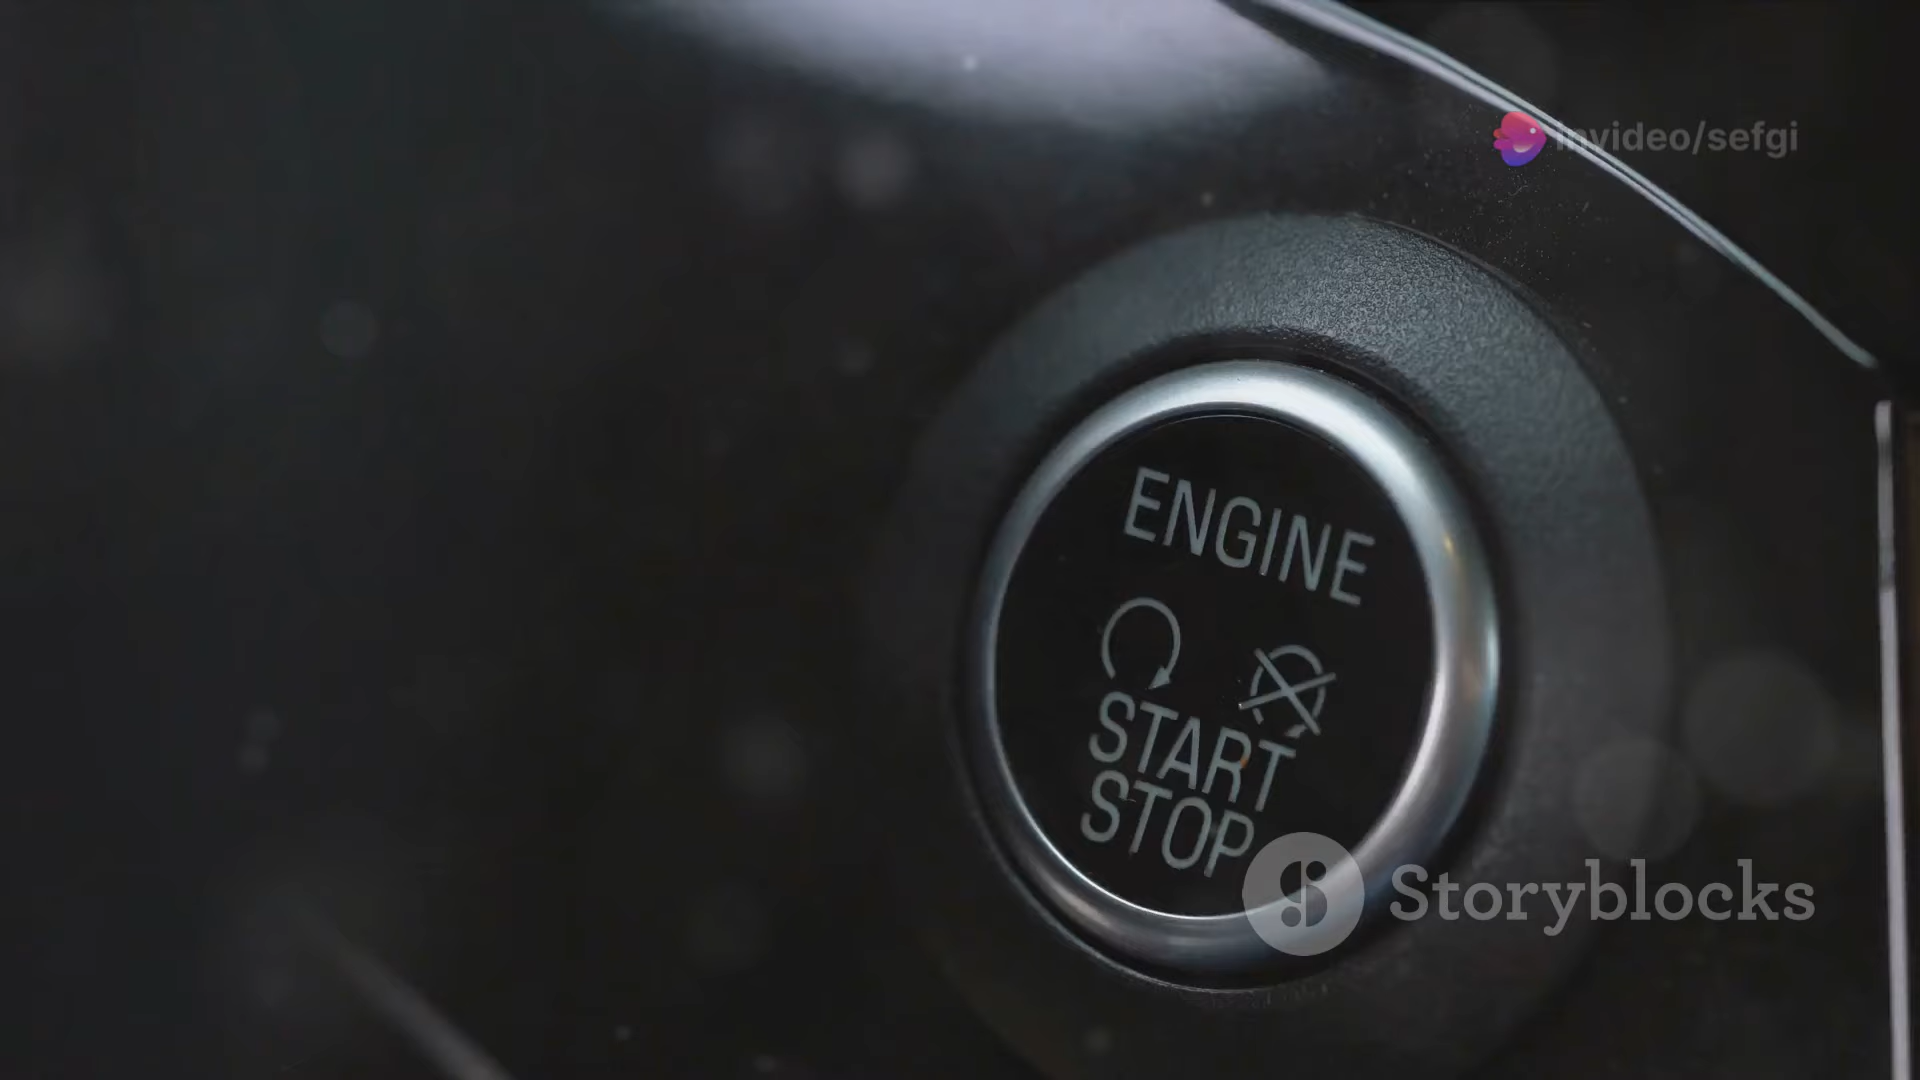 invideo/sefgi
ENGINE
START
STOP
Storyblocks